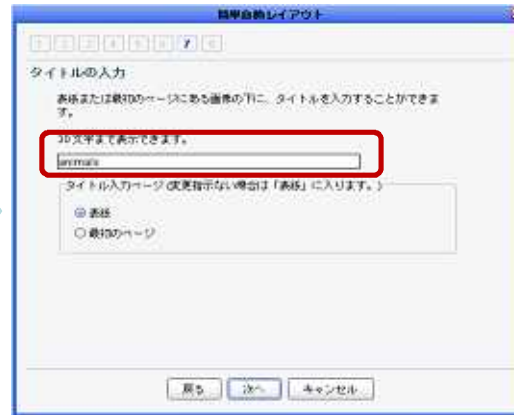 簡単自動レイアウト
1 2 3 4 5 6 7 8
タイトルの入力
表紙または最初のページにある画像の下に、タイトルを入力することができま
す。
30文字まで表示できます。
animals
タイトル入力ページ(変更指示ない場合は「表紙」に入ります。)
表紙
最初のページ
戻る 次へ キャンセル